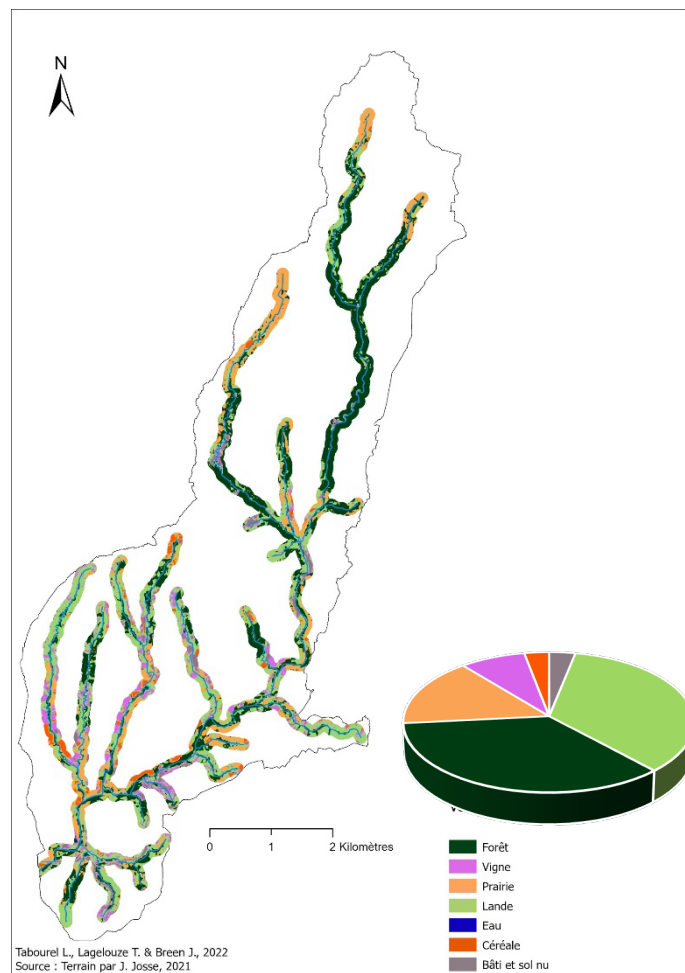 N
0 1 2 Kilomètres
Forêt
Vigne
Prairie
Lande
Eau
Céréale
Bâti et sol nu
Tabourel L., Lagelouze T. & Breen J., 2022
Source : Terrain par J. Josse, 2021